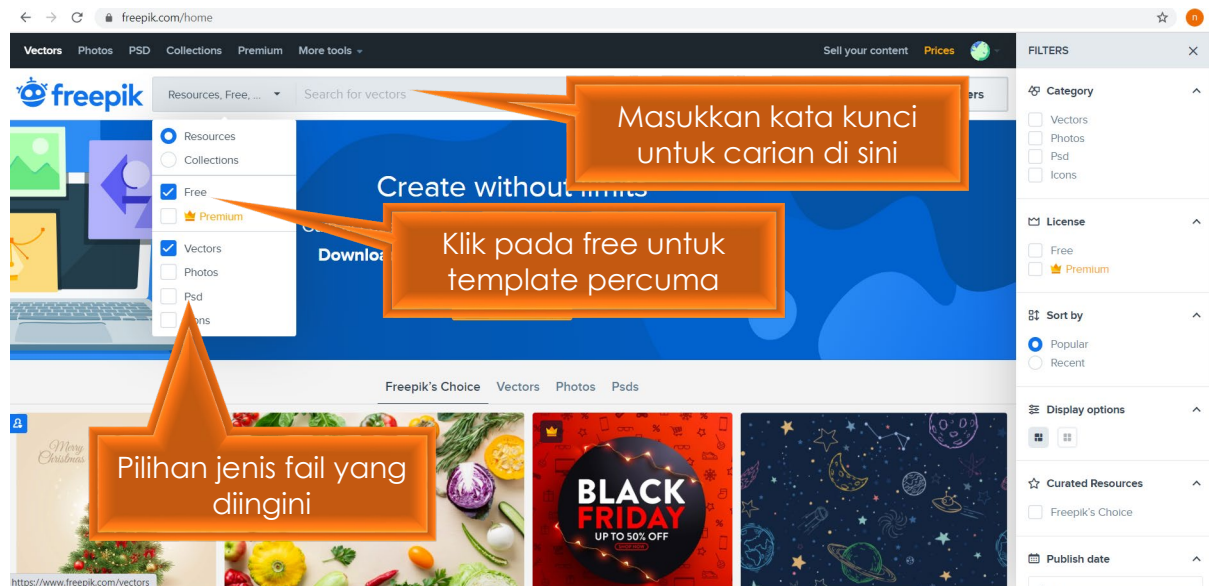 freepik.com/home
n
Vectors Photos PSD Collections Premium More tools
Sell your content Prices
FILTERS
freepik
Resources, Free, ...
Search for vectors
ers
Masukkan kata kunci
untuk carian di sini
Resources
Collections
Free
Premium
Vectors
Photos
Psd
Create without limits
Klik pada free untuk
template percuma
Pilihan jenis fail yang
diingini
Category
Vectors
Photos
Psd
Icons
License
Free
Premium
Sort by
Popular
Recent
Display options
Curated Resources
Freepik's Choice
Publish date
Freepik's Choice Vectors Photos Psds
Merry
Christmas
BLACK
FRIDAY
UP TO 50% OFF
SHOP NOW
https://www.freepik.com/vectors